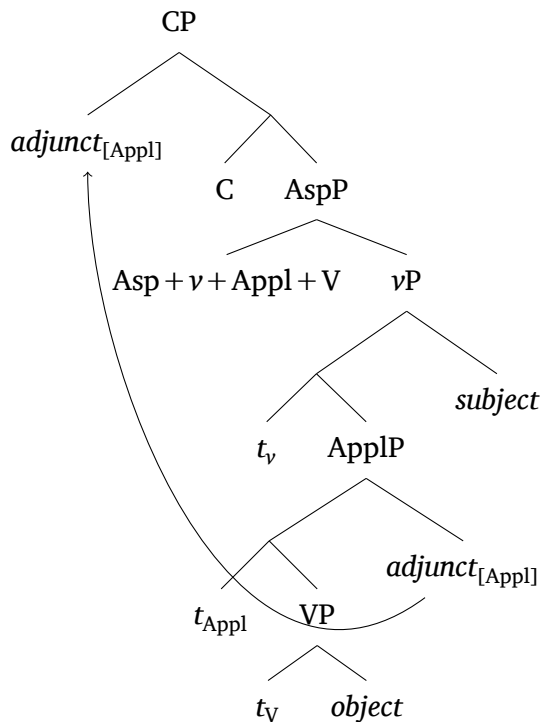 CP
adjunct[Appl]
C AspP
Asp + v + Appl + V vP
subject
tv ApplP
adjunct[Appl]
tAppl VP
tV object